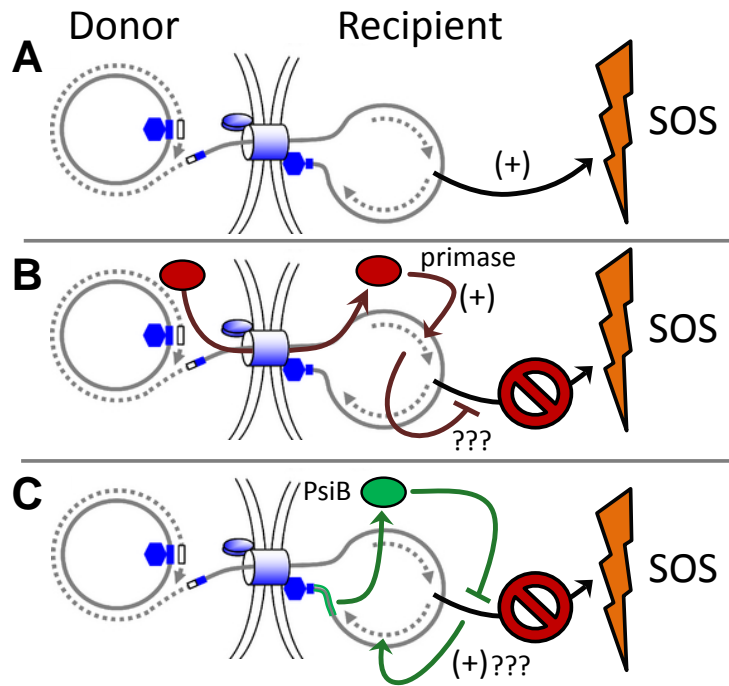 Donor
Recipient
A
(+)
SOS
B
primase
(+)
???
SOS
C
PsiB
(+)???
SOS